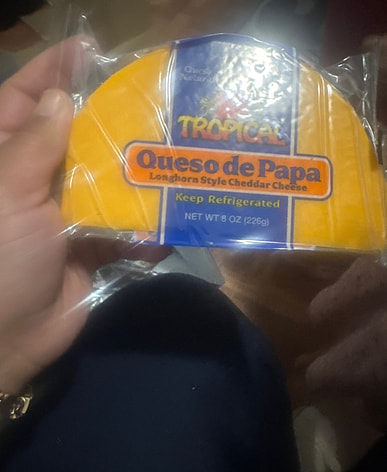 TROPICAL
Queso de Papa
Longhorn Style Cheddar Cheese
Keep Refrigerated
NET WT 8 OZ (226g)